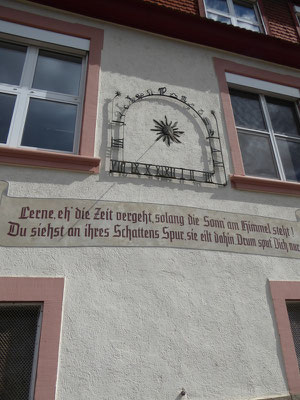 Lerne, eh' die Zeit vergeht, solang die Sonn' am Himmel steht!
Du siehst an ihres Schattens Spur, sie eilt dahin. Drum sput Dich nur